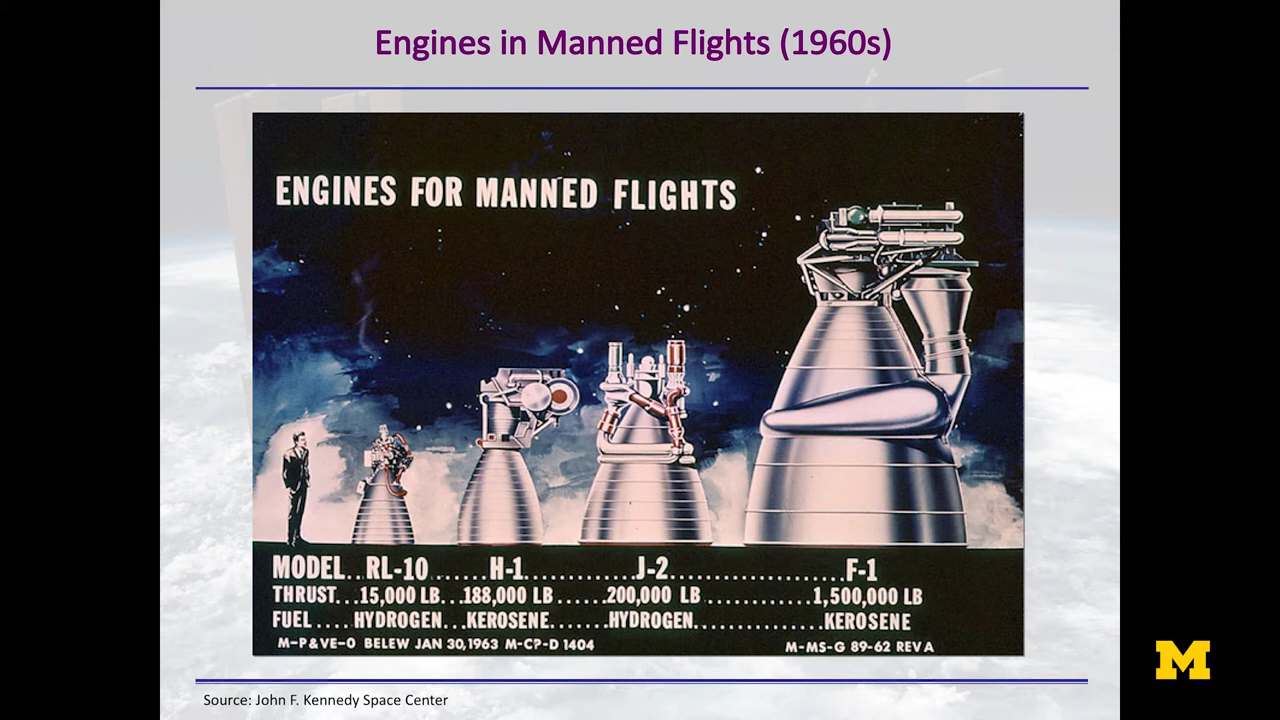 Engines in Manned Flights (1960s)
ENGINES FOR MANNED FLIGHTS
MODEL..RL-10......H-1............J-2...................F-1
THRUST...15,000 LB...188,000 LB......200,000 LB............1,500,000 LB
FUEL....HYDROGEN...KEROSENE.......HYDROGEN..............KEROSENE
M-P&VE-O BELEW JAN 30,1963 M-CP-D 1404
M-MS-G 89-62 REV A
Source: John F. Kennedy Space Center
M